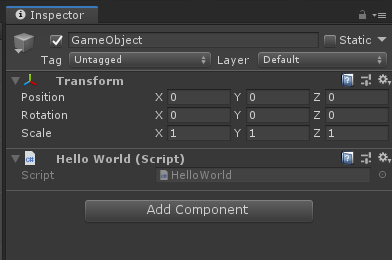 Inspector
GameObject Static
Tag Untagged Layer Default
Transform
Position X 0 Y 0 Z 0
Rotation X 0 Y 0 Z 0
Scale X 1 Y 1 Z 1
Hello World (Script)
Script HelloWorld
Add Component